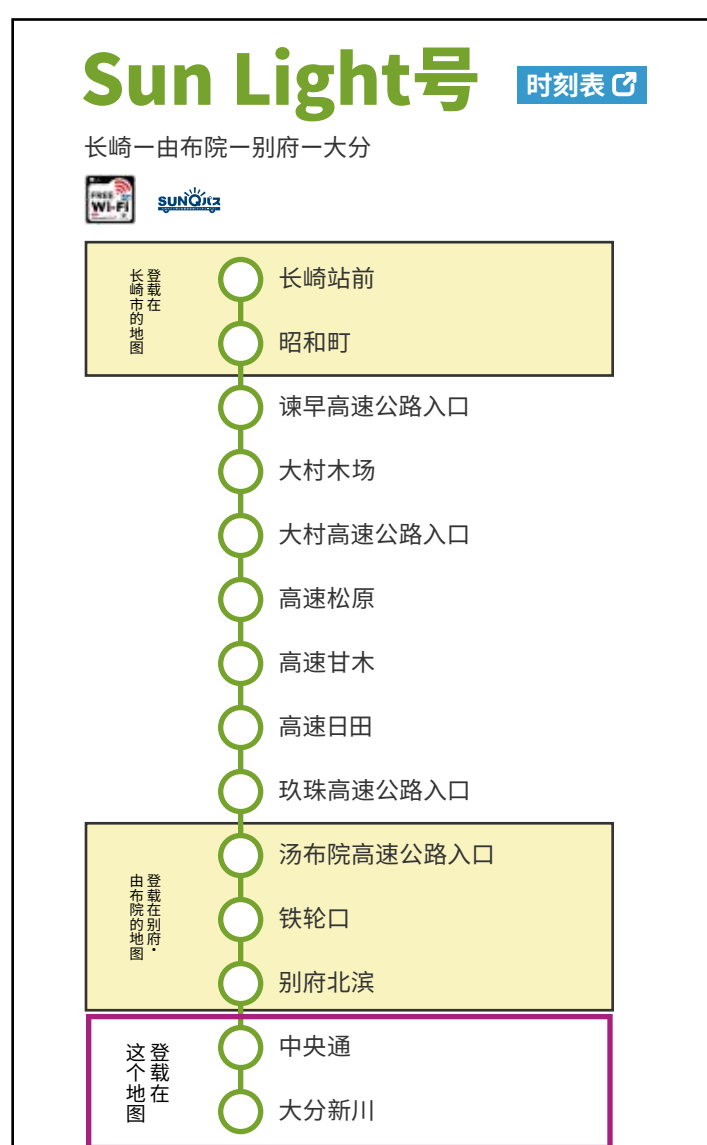 Sun Light号
时刻表
长崎ー由布院ー别府ー大分
FREE
Wi-Fi
SUNQパス
登载在
长崎市的地图
长崎站前
昭和町
谏早高速公路入口
大村木场
大村高速公路入口
高速松原
高速甘木
高速日田
玖珠高速公路入口
登载在别府・
由布院的地图
汤布院高速公路入口
铁轮口
别府北滨
登载在
这个地图
中央通
大分新川